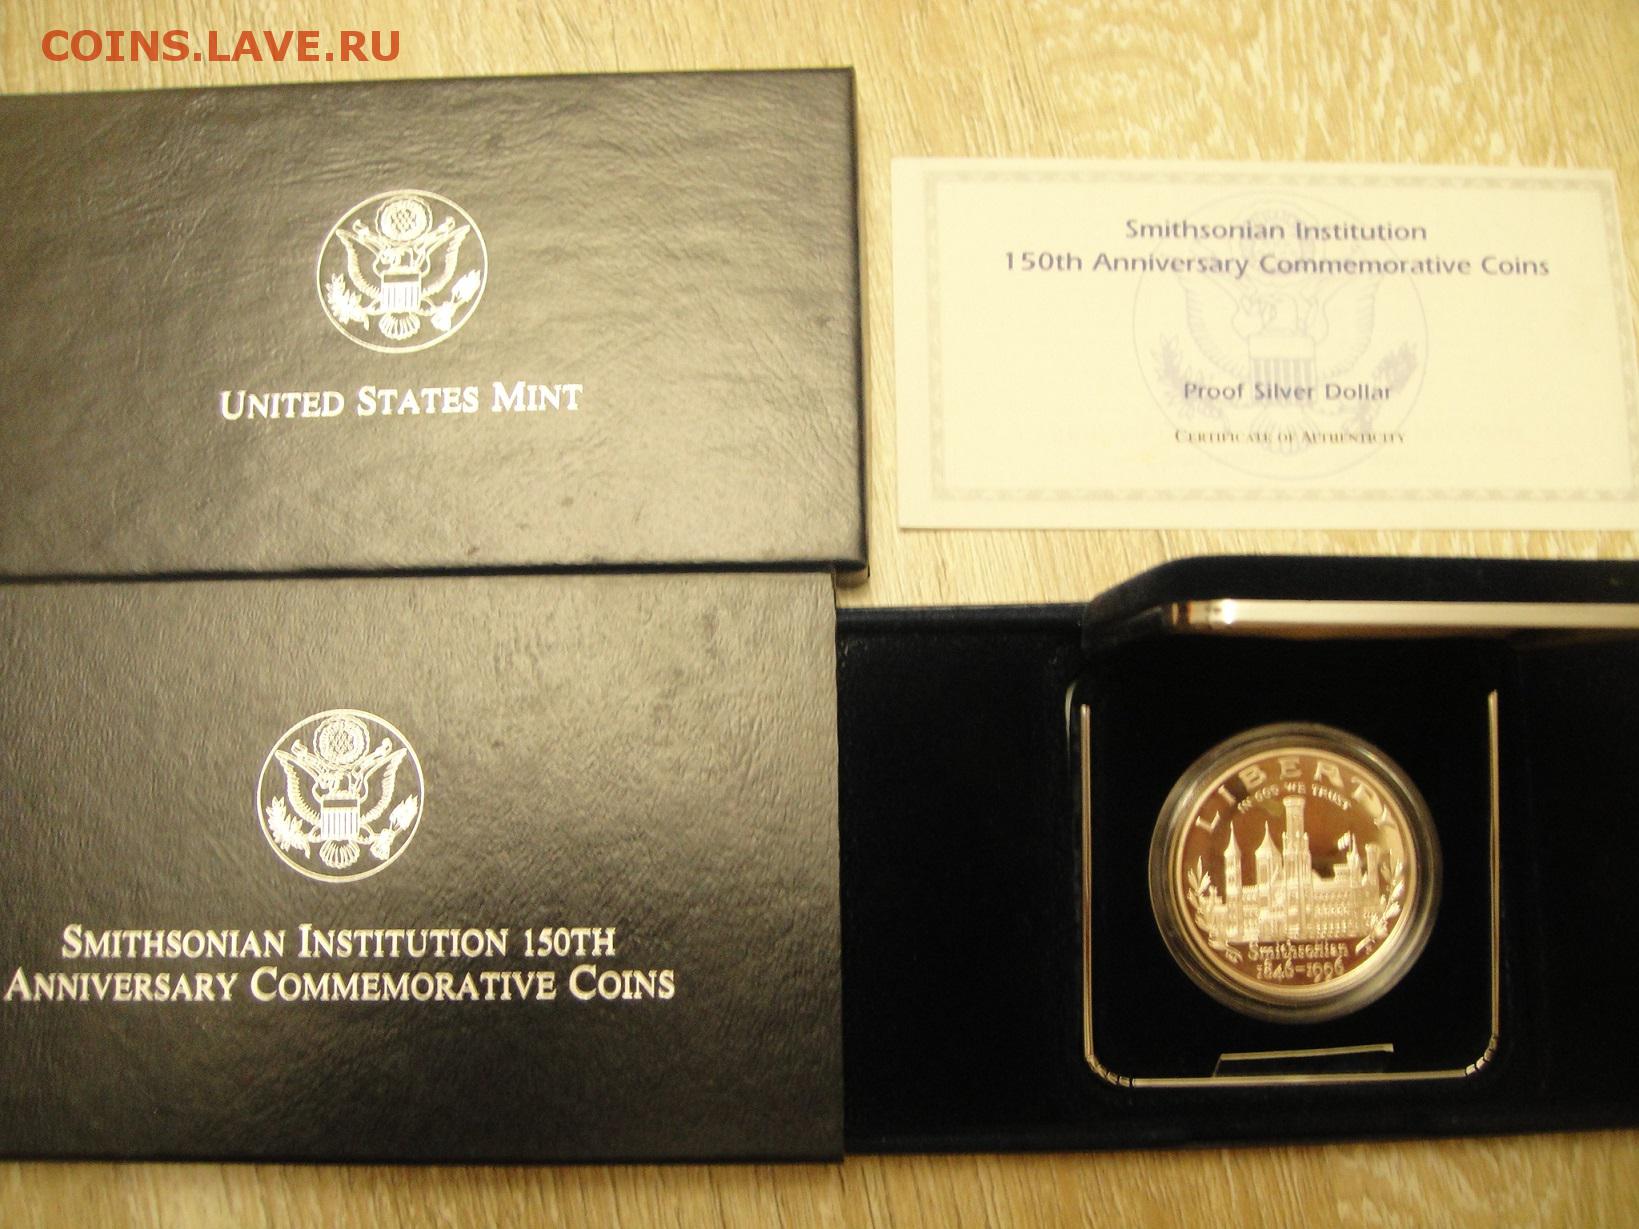 COINS.LAVE.RU
UNITED STATES MINT
Smithsonian Institution
150th Anniversary Commemorative Coins
Proof Silver Dollar
CERTIFICATE OF AUTHENTICITY
SMITHSONIAN INSTITUTION 150TH
ANNIVERSARY COMMEMORATIVE COINS
LIBERTY
IN GOD WE TRUST
Smithsonian
1846-1996